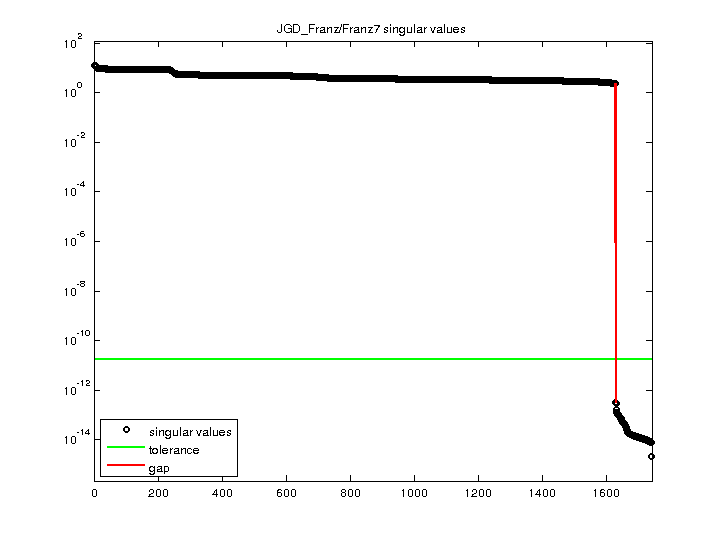 JGD_Franz/Franz7 singular values
10^2
10^0
10^-2
10^-4
10^-6
10^-8
10^-10
10^-12
10^-14
singular values
tolerance
gap
0 200 400 600 800 1000 1200 1400 1600